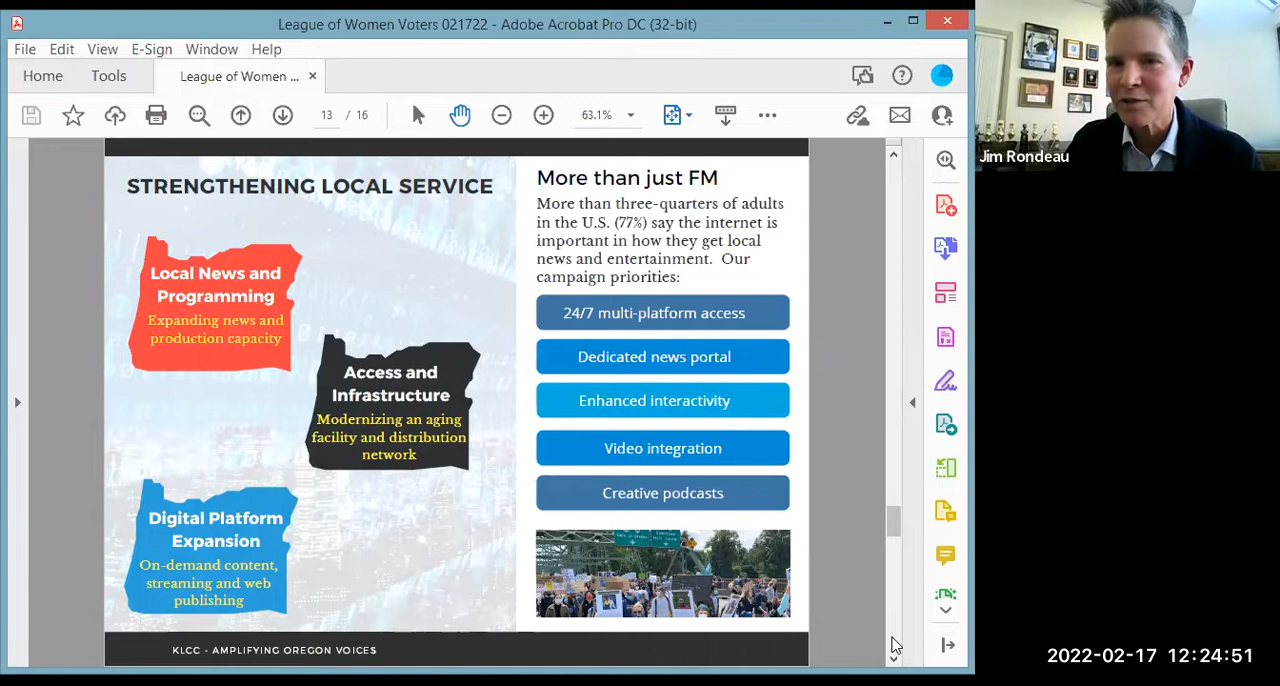 League of Women Voters 021722 - Adobe Acrobat Pro DC (32-bit)
File Edit View E-Sign Window Help
Home Tools League of Women ... ×
13 / 16 63.1%
STRENGTHENING LOCAL SERVICE
Local News and
Programming
Expanding news and
production capacity
Access and
Infrastructure
Modernizing an aging
facility and distribution
network
Digital Platform
Expansion
On-demand content,
streaming and web
publishing
More than just FM
More than three-quarters of adults
in the U.S. (77%) say the internet is
important in how they get local
news and entertainment. Our
campaign priorities:
24/7 multi-platform access
Dedicated news portal
Enhanced interactivity
Video integration
Creative podcasts
KLCC - AMPLIFYING OREGON VOICES
Jim Rondeau
2022-02-17 12:24:51